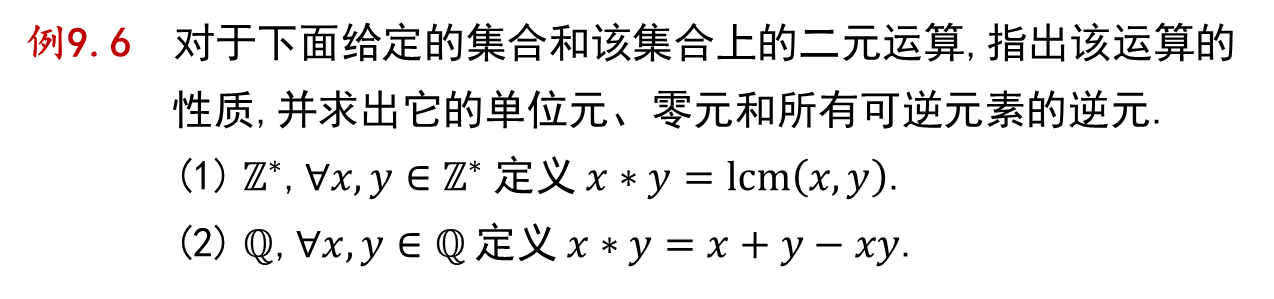 例9.6 对于下面给定的集合和该集合上的二元运算,指出该运算的
性质,并求出它的单位元、零元和所有可逆元素的逆元.
(1) ℤ*, ∀x, y ∈ ℤ* 定义 x ∗ y = lcm(x, y).
(2) ℚ, ∀x, y ∈ ℚ 定义 x ∗ y = x + y − xy.